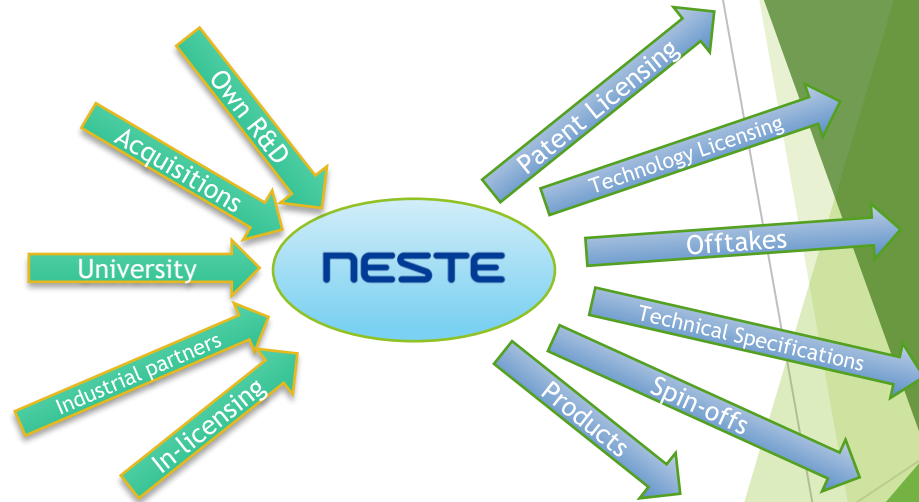 Own R&D
Acquisitions
University
Industrial partners
In-licensing
NESTE
Patent Licensing
Technology Licensing
Offtakes
Technical Specifications
Spin-offs
Products